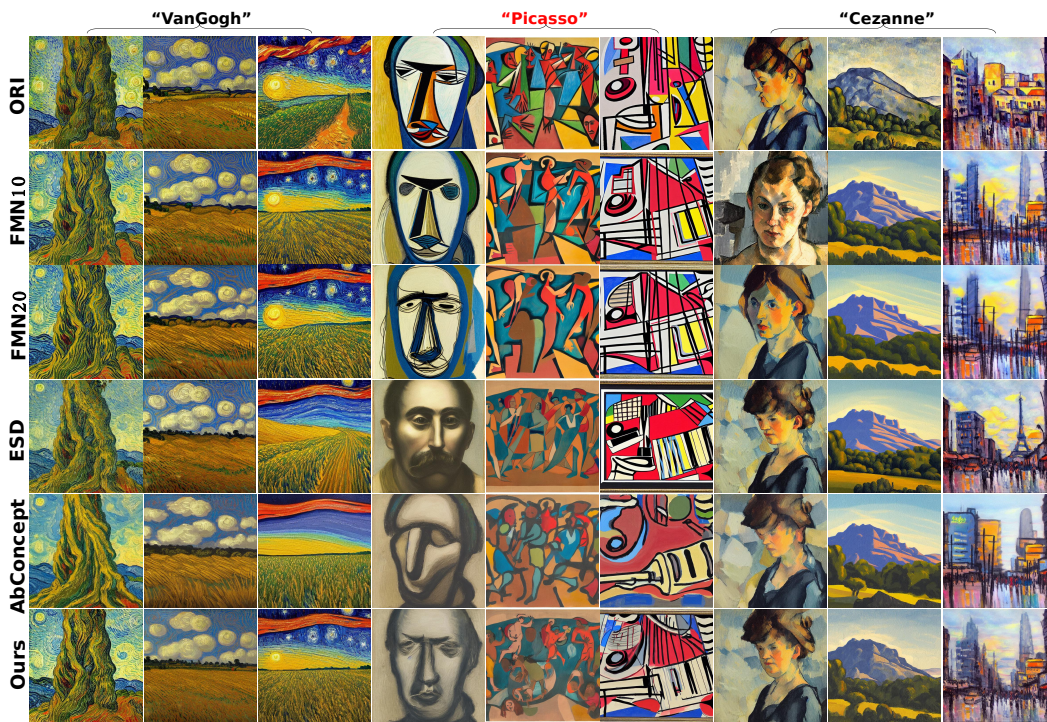 “VanGogh” “Picasso” “Cezanne”
ORI
FMN10
FMN20
ESD
AbConcept
Ours